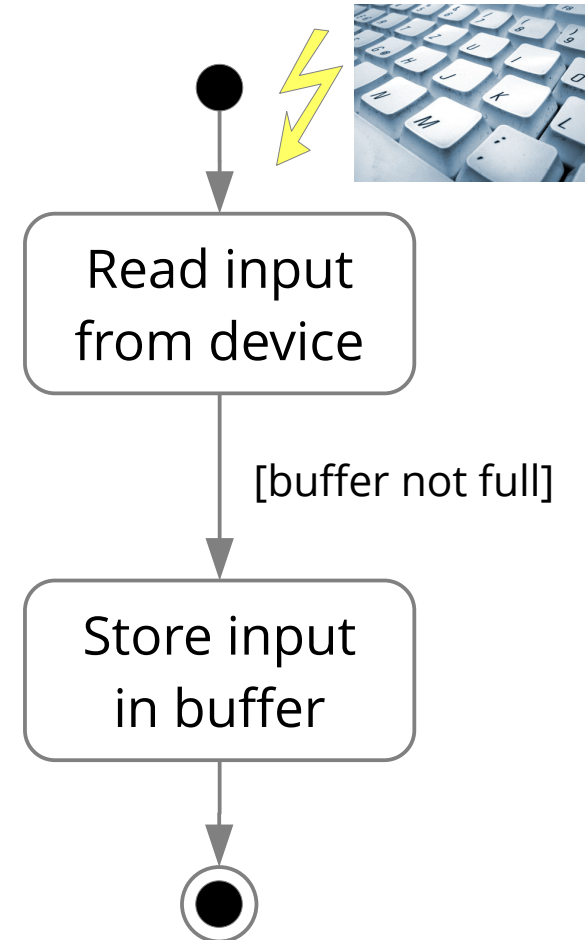 Read input
from device
[buffer not full]
Store input
in buffer
N
M
H
J
K
U
I
L
O